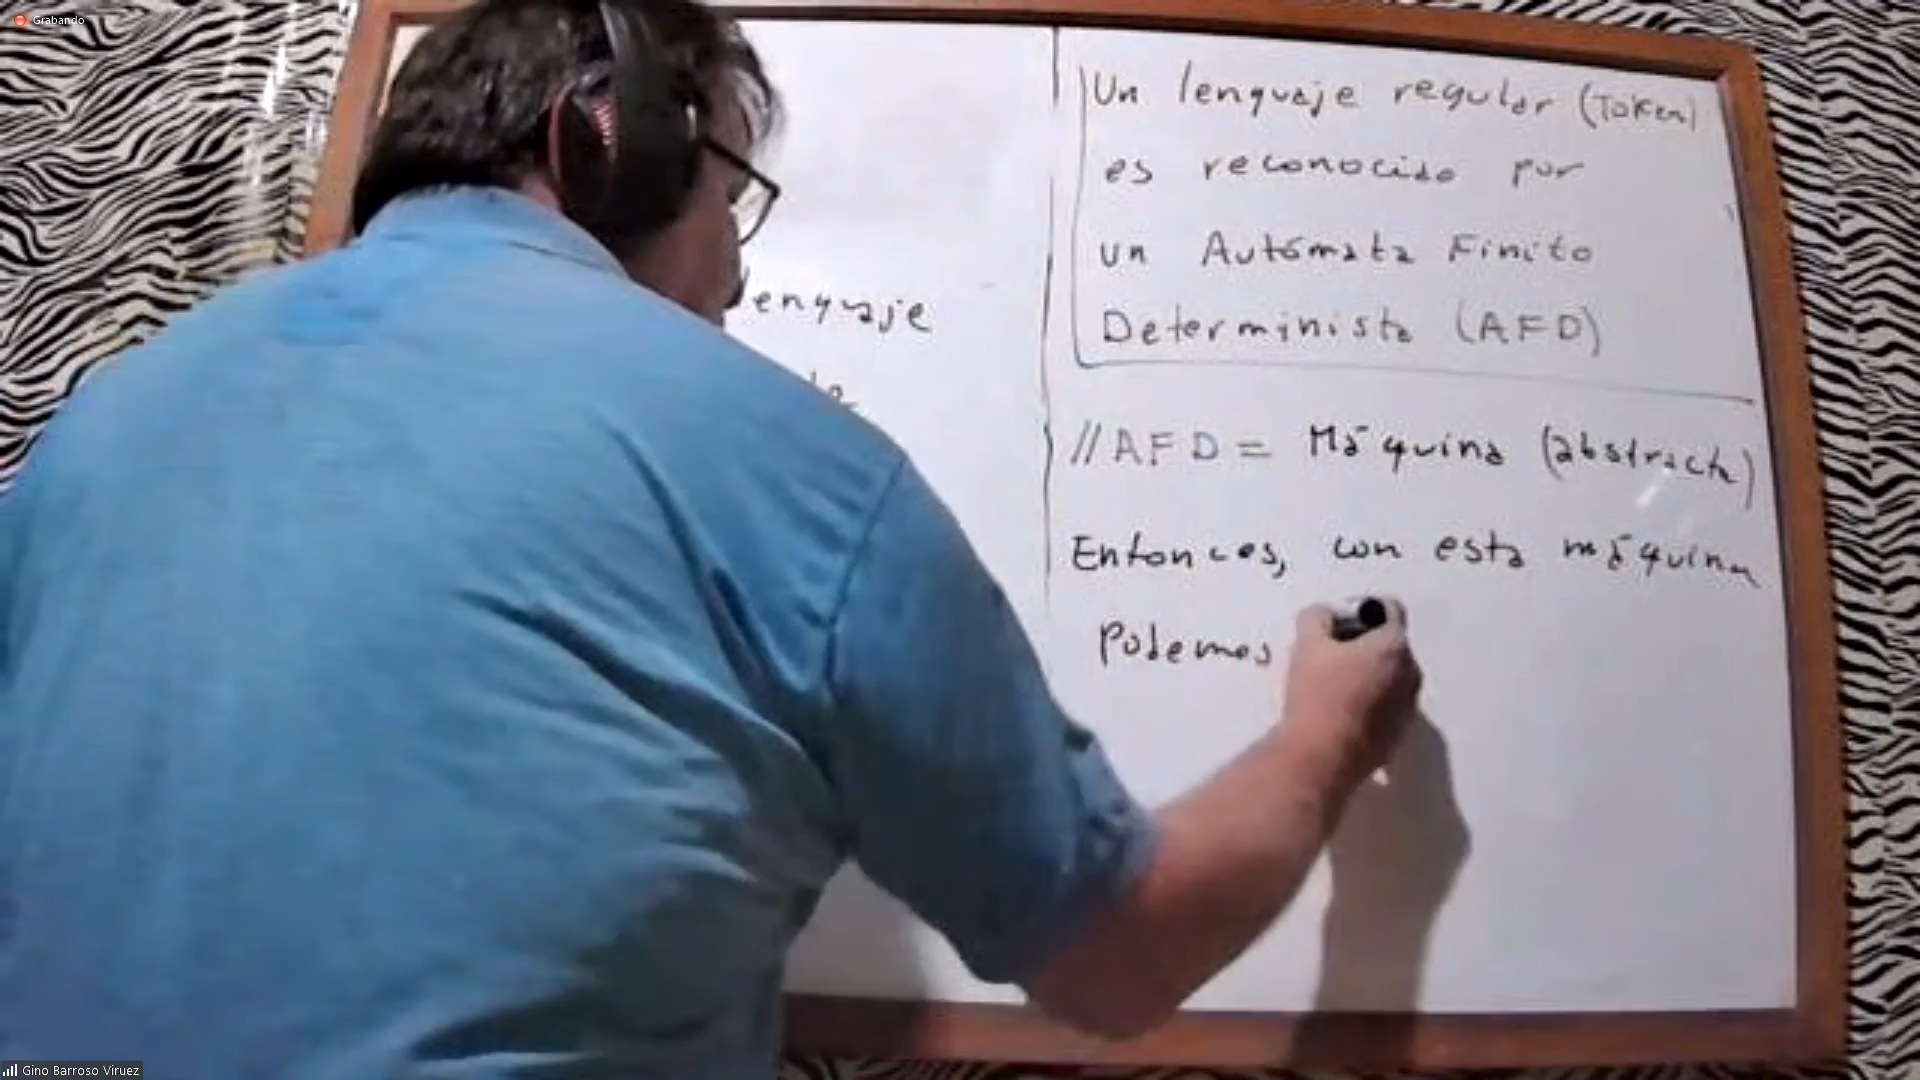 Grabando
enguaje
Un lenguaje regular (Token)
es reconocido por
un Autómata Finito
Determinista (AFD)
//AFD = Máquina (abstracta)
Entonces, con esta máquina
Podemos
Gino Barroso Viruez